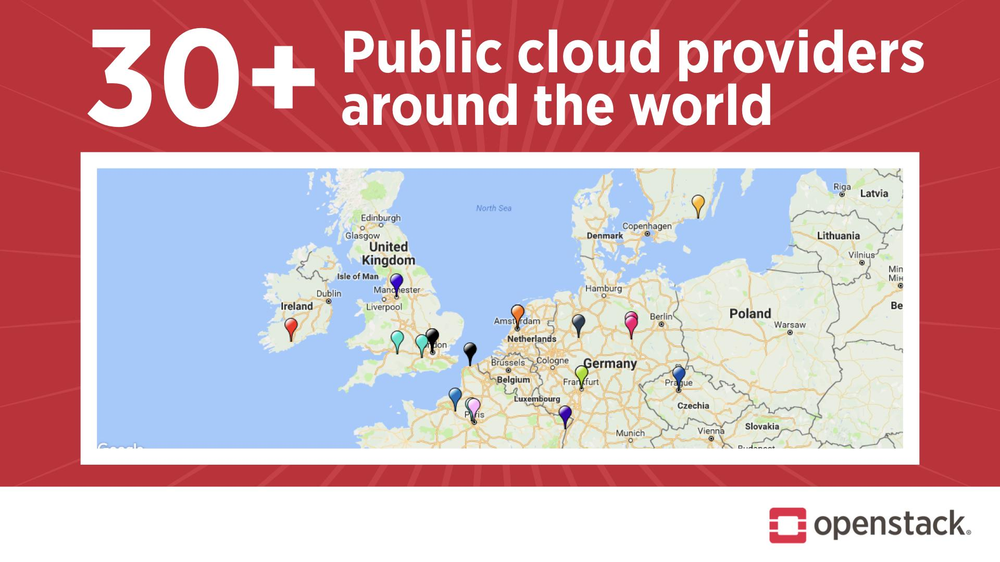 30+
Public cloud providers
around the world
Riga
Latvia
North Sea
Edinburgh
Copenhagen
Glasgow
Denmark
Lithuania
United
Kingdom
Vilnius
Isle of Man
Min
Мін
Manchester
Hamburg
Dublin
Ireland
Liverpool
Be
Amsterdam
Berlin
Poland
Warsaw
Netherlands
London
Brussels
Cologne
Germany
Belgium
Frankfurt
Prague
Luxembourg
Czechia
Paris
Munich
Vienna
Slovakia
Budapest
Google
openstack®